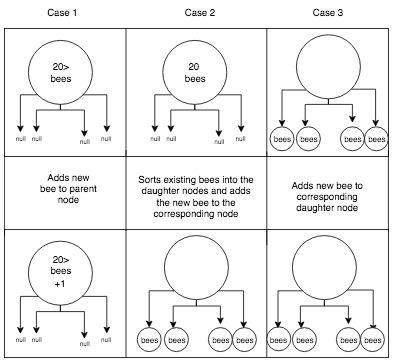 Case 1
Case 2
Case 3
20>
bees
20
bees
null
null
null
null
null
null
null
null
bees
bees
bees
bees
Adds new
bee to parent
node
Sorts existing bees into the
daughter nodes and adds
the new bee to the
corresponding node
Adds new bee to
corresponding
daughter node
20>
bees
+1
null
null
null
null
bees
bees
bees
bees
bees
bees
bees
bees